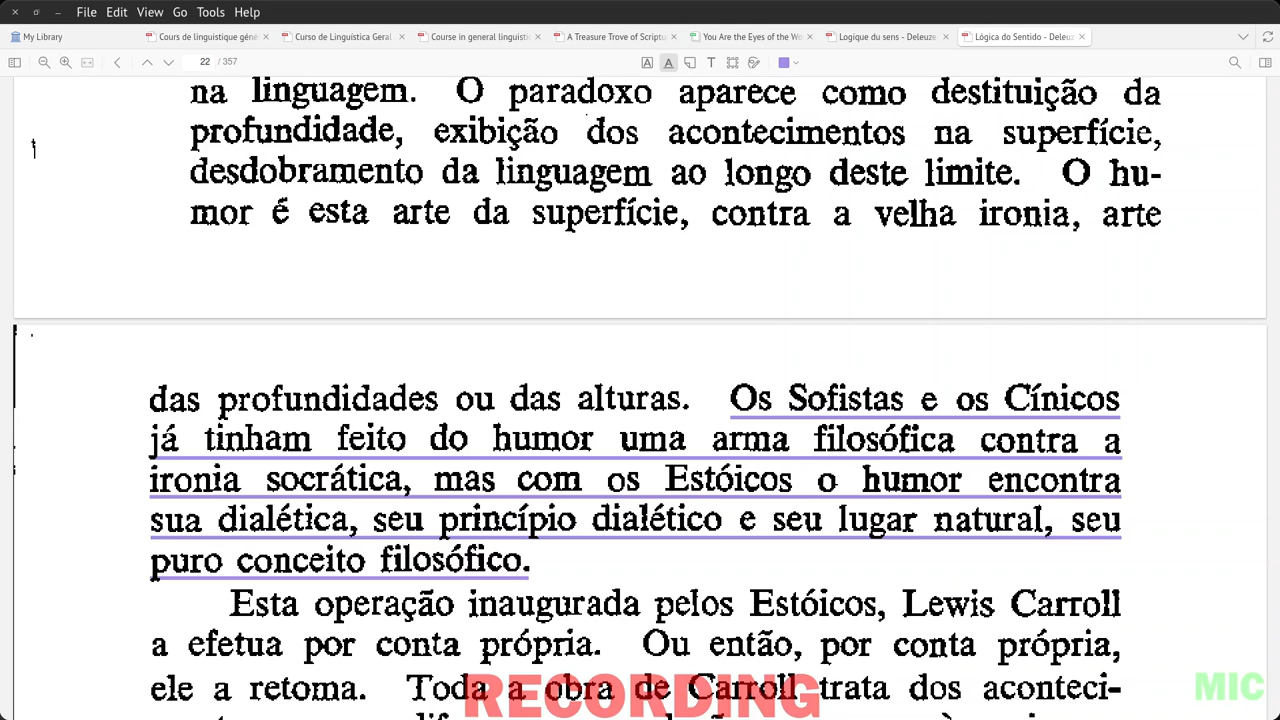 File Edit View Go Tools Help
My Library Cours de linguistique géné Curso de Linguística Geral Course in general linguistic A Treasure Trove of Scriptu You Are the Eyes of the Wo Logique du sens - Deleuze Lógica do Sentido - Deleuz
22 / 357
na linguagem. O paradoxo aparece como destituição da
profundidade, exibição dos acontecimentos na superfície,
desdobramento da linguagem ao longo deste limite. O hu-
mor é esta arte da superfície, contra a velha ironia, arte
das profundidades ou das alturas. Os Sofistas e os Cínicos
já tinham feito do humor uma arma filosófica contra a
ironia socrática, mas com os Estóicos o humor encontra
sua dialética, seu princípio dialético e seu lugar natural, seu
puro conceito filosófico.
Esta operação inaugurada pelos Estóicos, Lewis Carroll
a efetua por conta própria. Ou então, por conta própria,
ele a retoma. Toda a obra de Carroll trata dos aconteci-
RECORDING
MIC